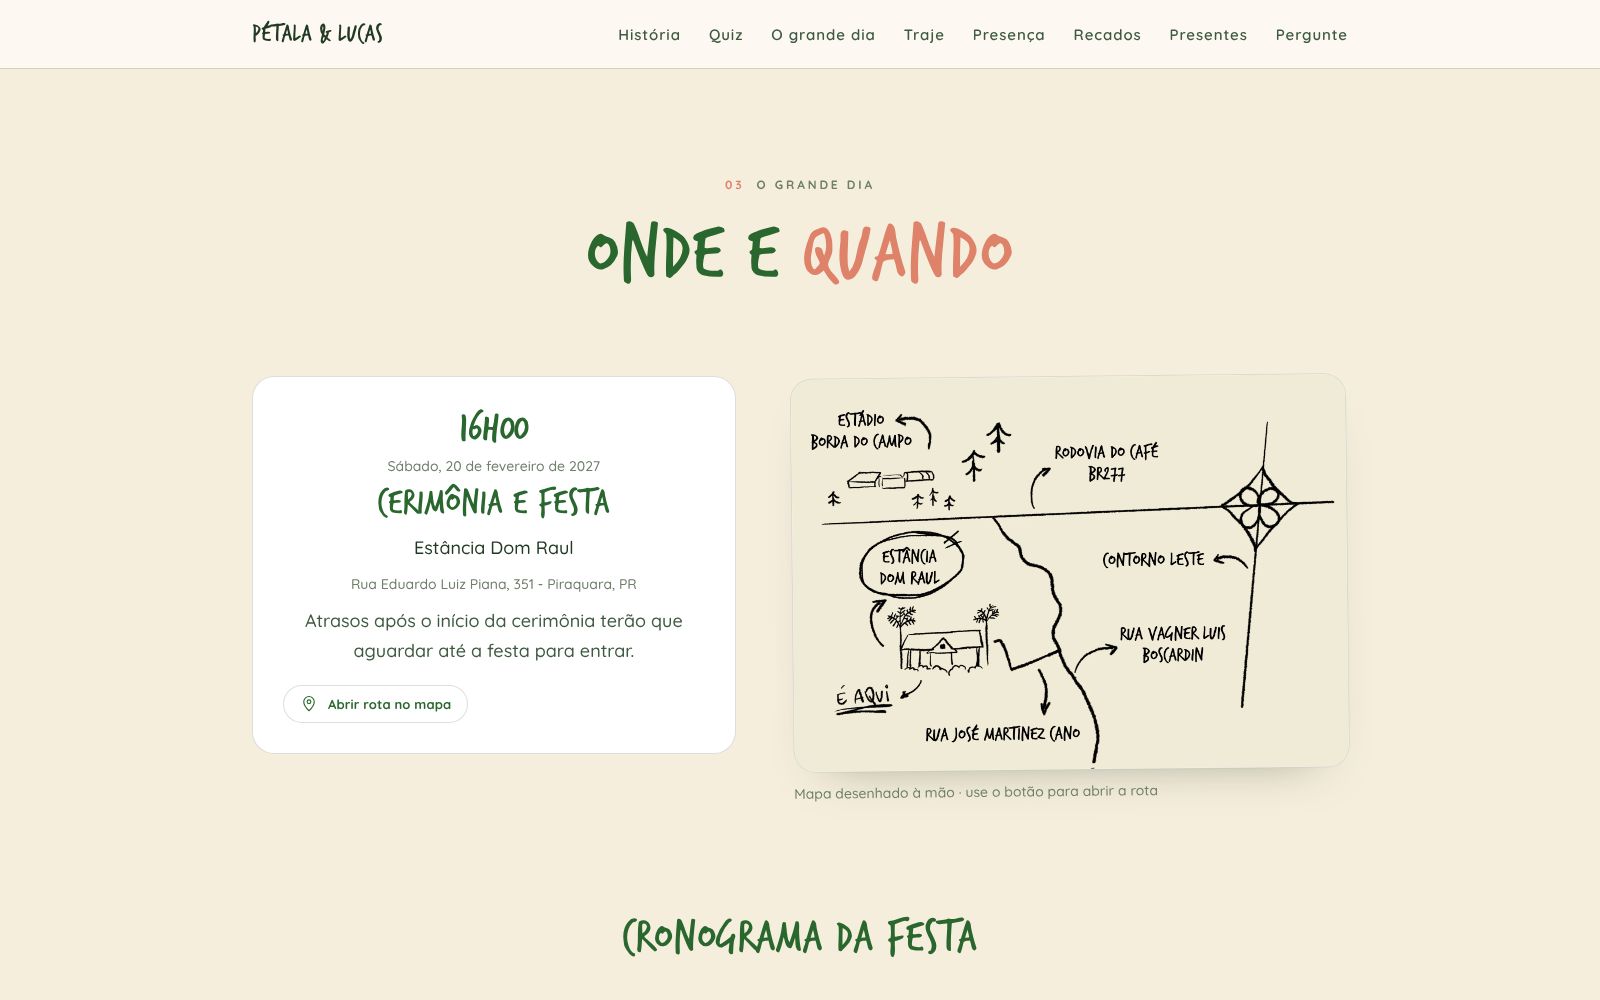 PÉTALA & LUCAS
História Quiz O grande dia Traje Presença Recados Presentes Pergunte
03 O GRANDE DIA
ONDE E QUANDO
16H00
Sábado, 20 de fevereiro de 2027
CERIMÔNIA E FESTA
Estância Dom Raul
Rua Eduardo Luiz Piana, 351 - Piraquara, PR
Atrasos após o início da cerimônia terão que
aguardar até a festa para entrar.
Abrir rota no mapa
ESTÁDIO
BORDA DO CAMPO
RODOVIA DO CAFÉ
BR277
ESTÂNCIA
DOM RAUL
CONTORNO LESTE
RUA VAGNER LUIS
BOSCARDIN
É AQUI
RUA JOSÉ MARTINEZ CANO
Mapa desenhado à mão · use o botão para abrir a rota
CRONOGRAMA DA FESTA